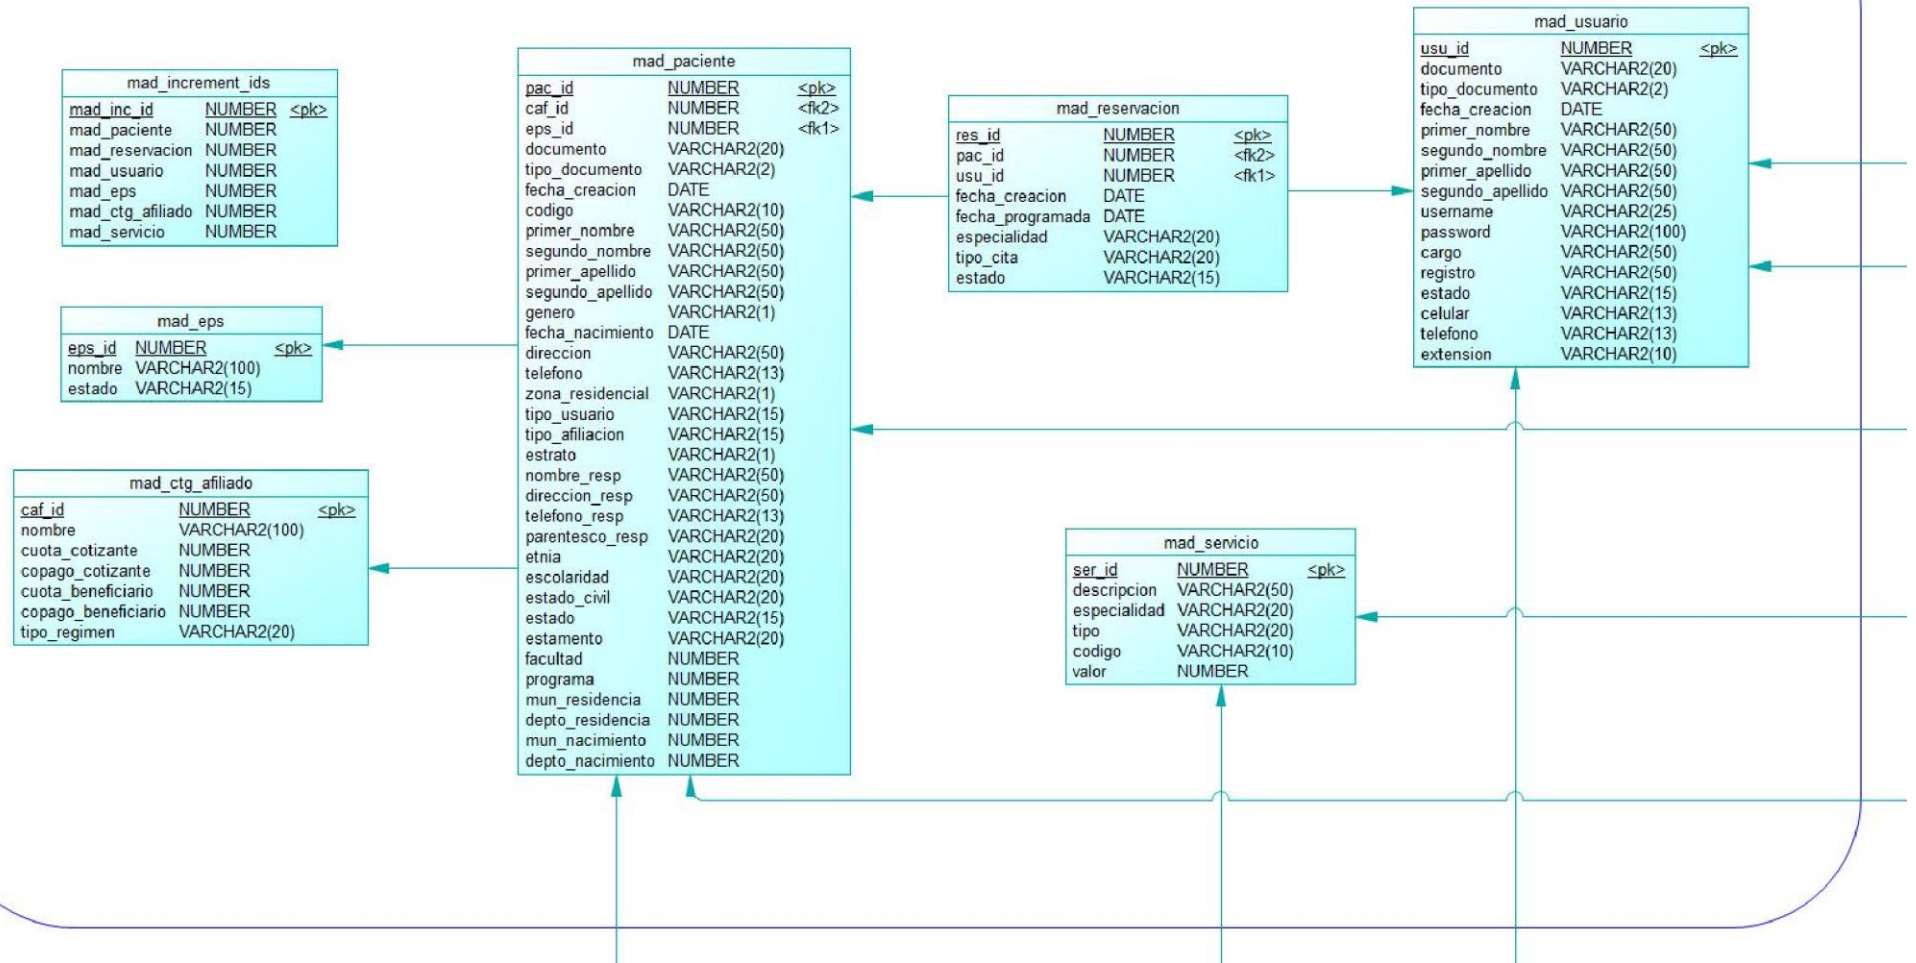 mad_increment_ids
mad_inc_id NUMBER <pk>
mad_paciente NUMBER
mad_reservacion NUMBER
mad_usuario NUMBER
mad_eps NUMBER
mad_ctg_afiliado NUMBER
mad_servicio NUMBER
mad_eps
eps_id NUMBER <pk>
nombre VARCHAR2(100)
estado VARCHAR2(15)
mad_ctg_afiliado
caf_id NUMBER <pk>
nombre VARCHAR2(100)
cuota_cotizante NUMBER
copago_cotizante NUMBER
cuota_beneficiario NUMBER
copago_beneficiario NUMBER
tipo_regimen VARCHAR2(20)
mad_paciente
pac_id NUMBER <pk>
caf_id NUMBER <fk2>
eps_id NUMBER <fk1>
documento VARCHAR2(20)
tipo_documento VARCHAR2(2)
fecha_creacion DATE
codigo VARCHAR2(10)
primer_nombre VARCHAR2(50)
segundo_nombre VARCHAR2(50)
primer_apellido VARCHAR2(50)
segundo_apellido VARCHAR2(50)
genero VARCHAR2(1)
fecha_nacimiento DATE
direccion VARCHAR2(50)
telefono VARCHAR2(13)
zona_residencial VARCHAR2(1)
tipo_usuario VARCHAR2(15)
tipo_afiliacion VARCHAR2(15)
estrato VARCHAR2(1)
nombre_resp VARCHAR2(50)
direccion_resp VARCHAR2(50)
telefono_resp VARCHAR2(13)
parentesco_resp VARCHAR2(20)
etnia VARCHAR2(20)
escolaridad VARCHAR2(20)
estado_civil VARCHAR2(20)
estado VARCHAR2(15)
estamento VARCHAR2(20)
facultad NUMBER
programa NUMBER
mun_residencia NUMBER
depto_residencia NUMBER
mun_nacimiento NUMBER
depto_nacimiento NUMBER
mad_reservacion
res_id NUMBER <pk>
pac_id NUMBER <fk2>
usu_id NUMBER <fk1>
fecha_creacion DATE
fecha_programada DATE
especialidad VARCHAR2(20)
tipo_cita VARCHAR2(20)
estado VARCHAR2(15)
mad_servicio
ser_id NUMBER <pk>
descripcion VARCHAR2(50)
especialidad VARCHAR2(20)
tipo VARCHAR2(20)
codigo VARCHAR2(10)
valor NUMBER
mad_usuario
usu_id NUMBER <pk>
documento VARCHAR2(20)
tipo_documento VARCHAR2(2)
fecha_creacion DATE
primer_nombre VARCHAR2(50)
segundo_nombre VARCHAR2(50)
primer_apellido VARCHAR2(50)
segundo_apellido VARCHAR2(50)
username VARCHAR2(25)
password VARCHAR2(100)
cargo VARCHAR2(50)
registro VARCHAR2(50)
estado VARCHAR2(15)
celular VARCHAR2(13)
telefono VARCHAR2(13)
extension VARCHAR2(10)